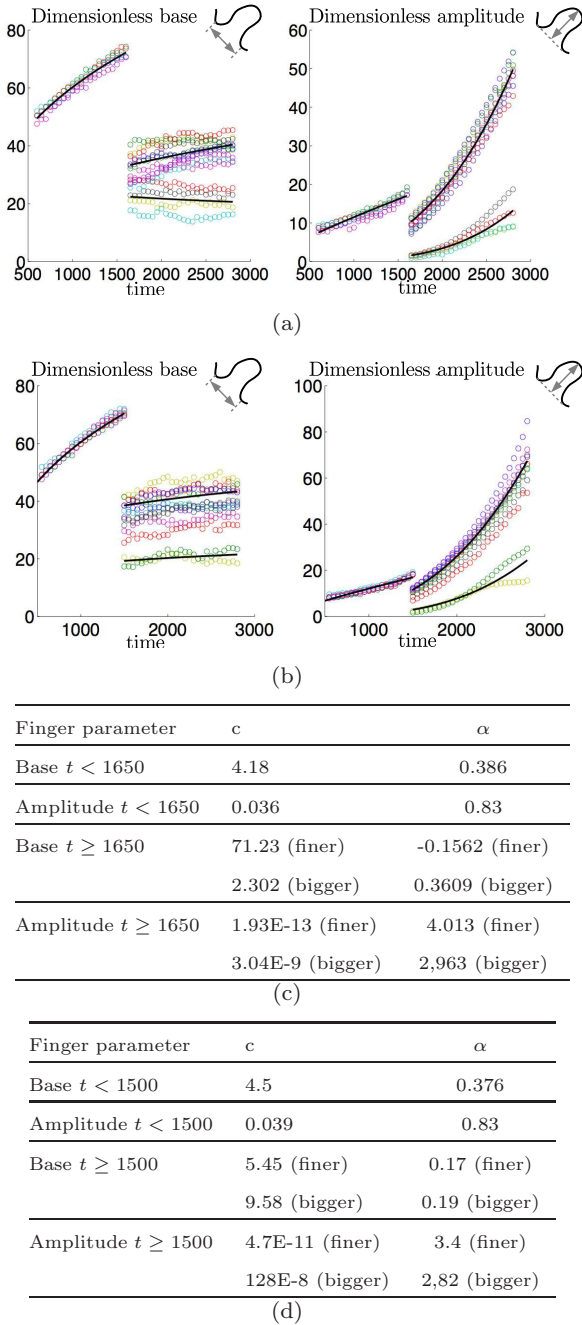 Dimensionless base
Dimensionless amplitude
80
60
40
20
0
500 1000 1500 2000 2500 3000
time
60
50
40
30
20
10
0
500 1000 1500 2000 2500 3000
time
(a)
Dimensionless base
Dimensionless amplitude
80
60
40
20
0
1000 2000 3000
time
100
80
60
40
20
0
1000 2000 3000
time
(b)
Finger parameter c α
Base t < 1650 4.18 0.386
Amplitude t < 1650 0.036 0.83
Base t ≥ 1650 71.23 (finer) -0.1562 (finer)
2.302 (bigger) 0.3609 (bigger)
Amplitude t ≥ 1650 1.93E-13 (finer) 4.013 (finer)
3.04E-9 (bigger) 2,963 (bigger)
(c)
Finger parameter c α
Base t < 1500 4.5 0.376
Amplitude t < 1500 0.039 0.83
Base t ≥ 1500 5.45 (finer) 0.17 (finer)
9.58 (bigger) 0.19 (bigger)
Amplitude t ≥ 1500 4.7E-11 (finer) 3.4 (finer)
128E-8 (bigger) 2,82 (bigger)
(d)